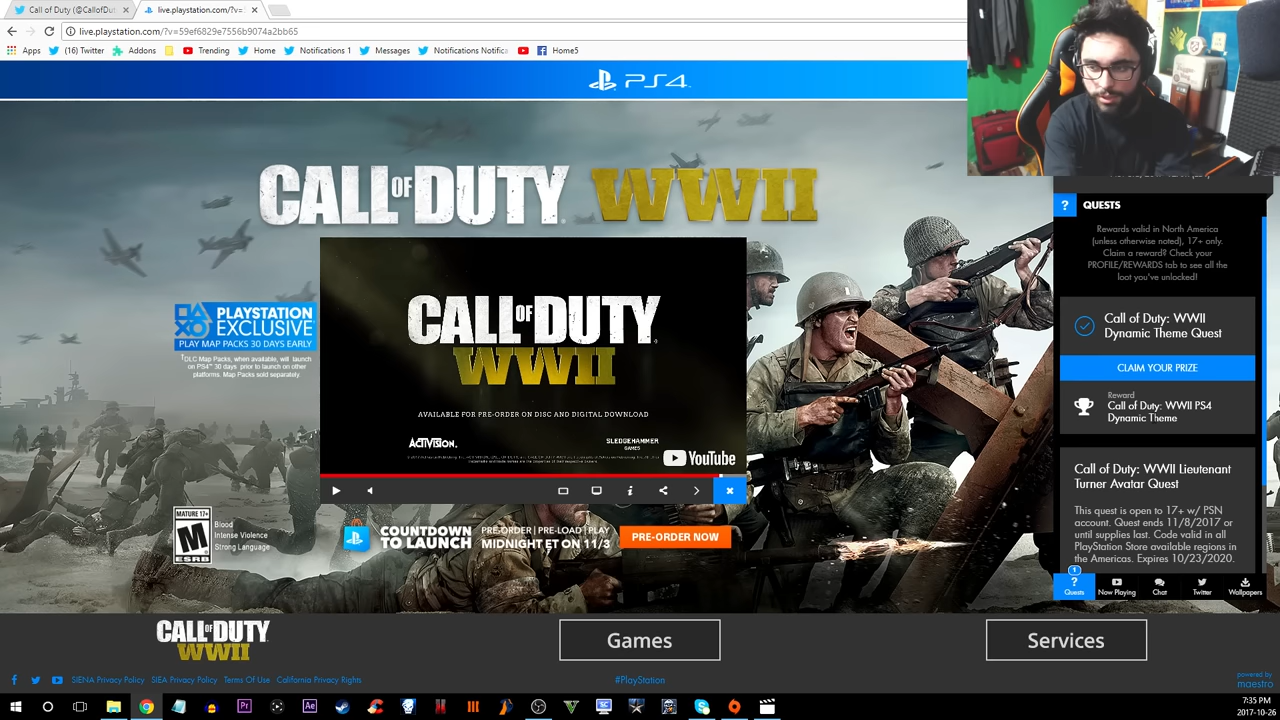 Call of Duty (@CallofDut
live.playstation.com/?v=5
live.playstation.com/?v=59ef6829e7556b9074a2bb65
Apps
(16) Twitter
Addons
Trending
Home
Notifications 1
Messages
Notifications Notifica
Home5
PS4
CALL OF DUTY WWII
PLAYSTATION
EXCLUSIVE
PLAY MAP PACKS 30 DAYS EARLY
†DLC Map Packs, when available, will launch
on PS4™ 30 days prior to launch on other
platforms. Map Packs sold separately.
CALL OF DUTY
WWII
AVAILABLE FOR PRE-ORDER ON DISC AND DIGITAL DOWNLOAD
ACTIVISION.
SLEDGEHAMMER
GAMES
YouTube
MATURE 17+
M
ESRB
Blood
Intense Violence
Strong Language
COUNTDOWN
TO LAUNCH
PRE-ORDER | PRE-LOAD | PLAY
MIDNIGHT ET ON 11/3
PRE-ORDER NOW
? QUESTS
Rewards valid in North America
(unless otherwise noted), 17+ only.
Claim a reward? Check your
PROFILE/REWARDS tab to see all the
loot you've unlocked!
Call of Duty: WWII
Dynamic Theme Quest
CLAIM YOUR PRIZE
Reward
Call of Duty: WWII PS4
Dynamic Theme
Call of Duty: WWII Lieutenant
Turner Avatar Quest
This quest is open to 17+ w/ PSN
account. Quest ends 11/8/2017 or
until supplies last. Code valid in all
PlayStation Store available regions in
the Americas. Expires 10/23/2020.
1
?
Quests
Now Playing
Chat
Twitter
Wallpapers
CALL OF DUTY
WWII
Games
Services
SIENA Privacy Policy
SIEA Privacy Policy
Terms Of Use
California Privacy Rights
#PlayStation
powered by
maestro
Pr
Ae
7:35 PM
2017-10-26